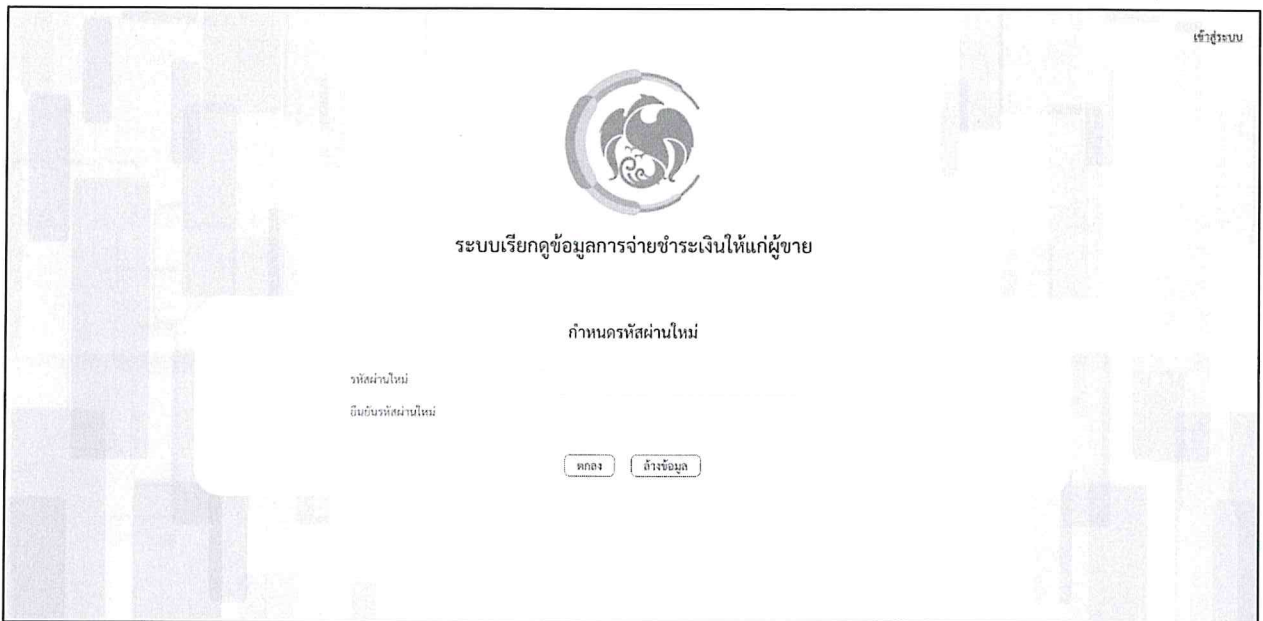 เข้าสู่ระบบ
ระบบเรียกดูข้อมูลการจ่ายชำระเงินให้แก่ผู้ขาย
กำหนดรหัสผ่านใหม่
รหัสผ่านใหม่
ยืนยันรหัสผ่านใหม่
ตกลง
ล้างข้อมูล